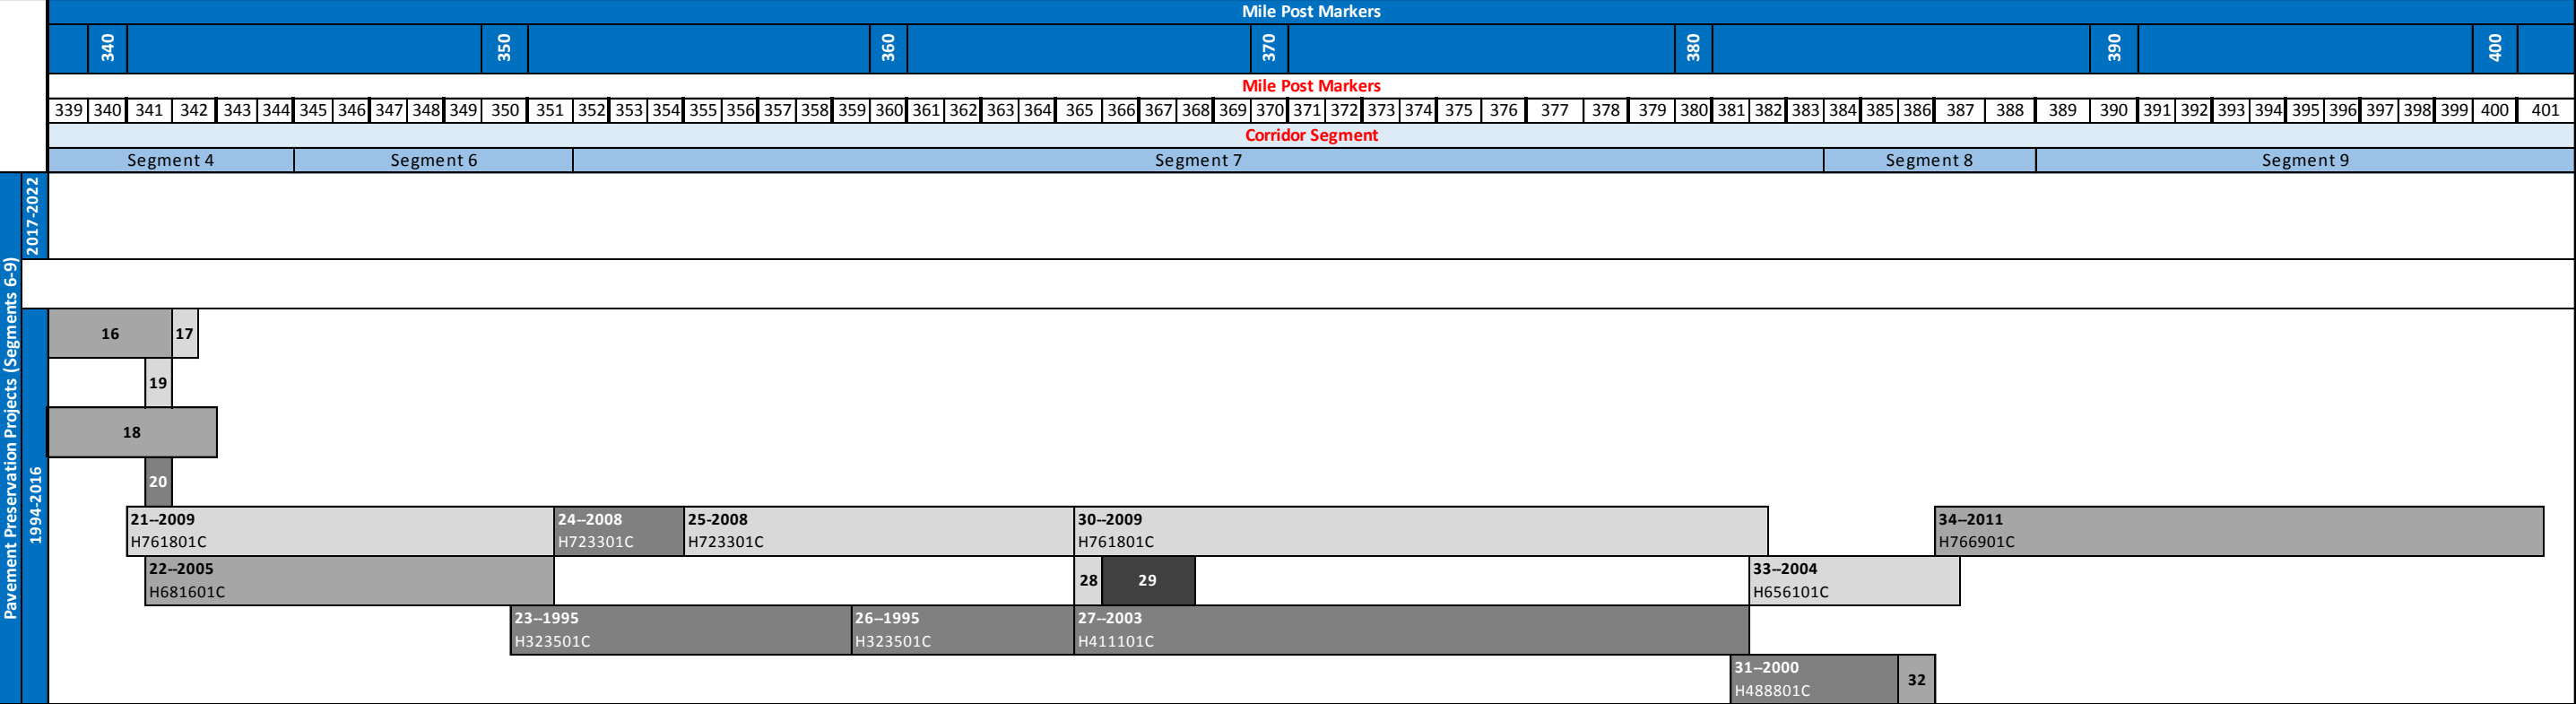 Mile Post Markers
340 350 360 370 380 390 400
Mile Post Markers
339 340 341 342 343 344 345 346 347 348 349 350 351 352 353 354 355 356 357 358 359 360 361 362 363 364 365 366 367 368 369 370 371 372 373 374 375 376 377 378 379 380 381 382 383 384 385 386 387 388 389 390 391 392 393 394 395 396 397 398 399 400 401
Corridor Segment
Segment 4 Segment 6 Segment 7 Segment 8 Segment 9
Pavement Preservation Projects (Segments 6-9)
2017-2022
1994-2016
16 17
19
18
20
21--2009 24--2008 25-2008 30--2009 34--2011
H761801C H723301C H723301C H761801C H766901C
22--2005 28 29 33--2004
H681601C H656101C
23--1995 26--1995 27--2003
H323501C H323501C H411101C
31--2000 32
H488801C